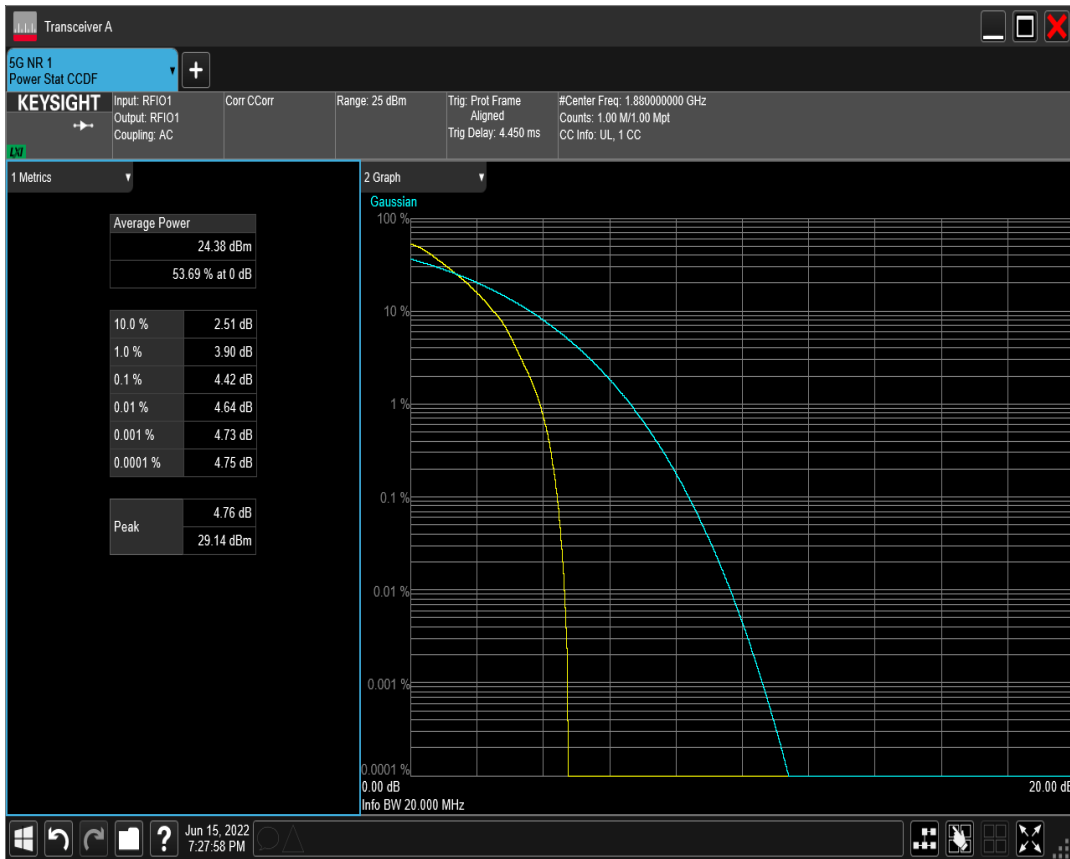 Transceiver A
5G NR 1
Power Stat CCDF
+
KEYSIGHT
LXI
Input: RFIO1
Output: RFIO1
Coupling: AC
Corr CCorr
Range: 25 dBm
Trig: Prot Frame
Aligned
Trig Delay: 4.450 ms
#Center Freq: 1.880000000 GHz
Counts: 1.00 M/1.00 Mpt
CC Info: UL, 1 CC
1 Metrics
Average Power
24.38 dBm
53.69 % at 0 dB
10.0 % 2.51 dB
1.0 % 3.90 dB
0.1 % 4.42 dB
0.01 % 4.64 dB
0.001 % 4.73 dB
0.0001 % 4.75 dB
Peak
4.76 dB
29.14 dBm
2 Graph
Gaussian
100 %
10 %
1 %
0.1 %
0.01 %
0.001 %
0.0001 %
0.00 dB 20.00 dB
Info BW 20.000 MHz
?
Jun 15, 2022
7:27:58 PM